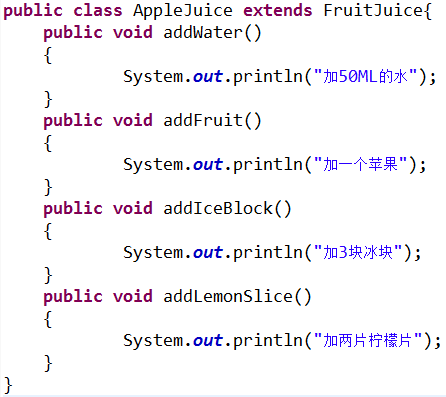 public class AppleJuice extends FruitJuice{
public void addWater()
{
System.out.println("加50ML的水");
}
public void addFruit()
{
System.out.println("加一个苹果");
}
public void addIceBlock()
{
System.out.println("加3块冰块");
}
public void addLemonSlice()
{
System.out.println("加两片柠檬片");
}
}